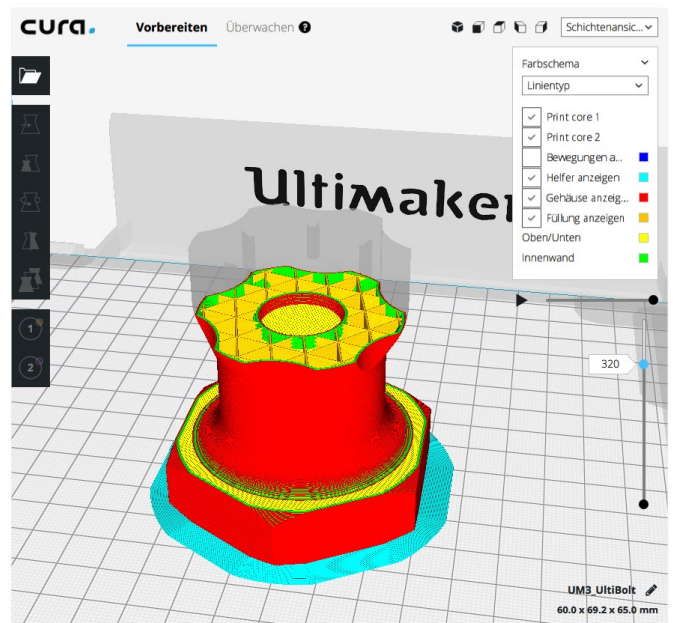 cura.
Vorbereiten
Überwachen ?
Schichtenansic...
Farbschema
Linientyp
Print core 1
Print core 2
Bewegungen a...
Helfer anzeigen
Gehäuse anzeig...
Füllung anzeigen
Oben/Unten
Innenwand
Ultimaker
1
2
320
UM3_UltiBolt
60.0 x 69.2 x 65.0 mm